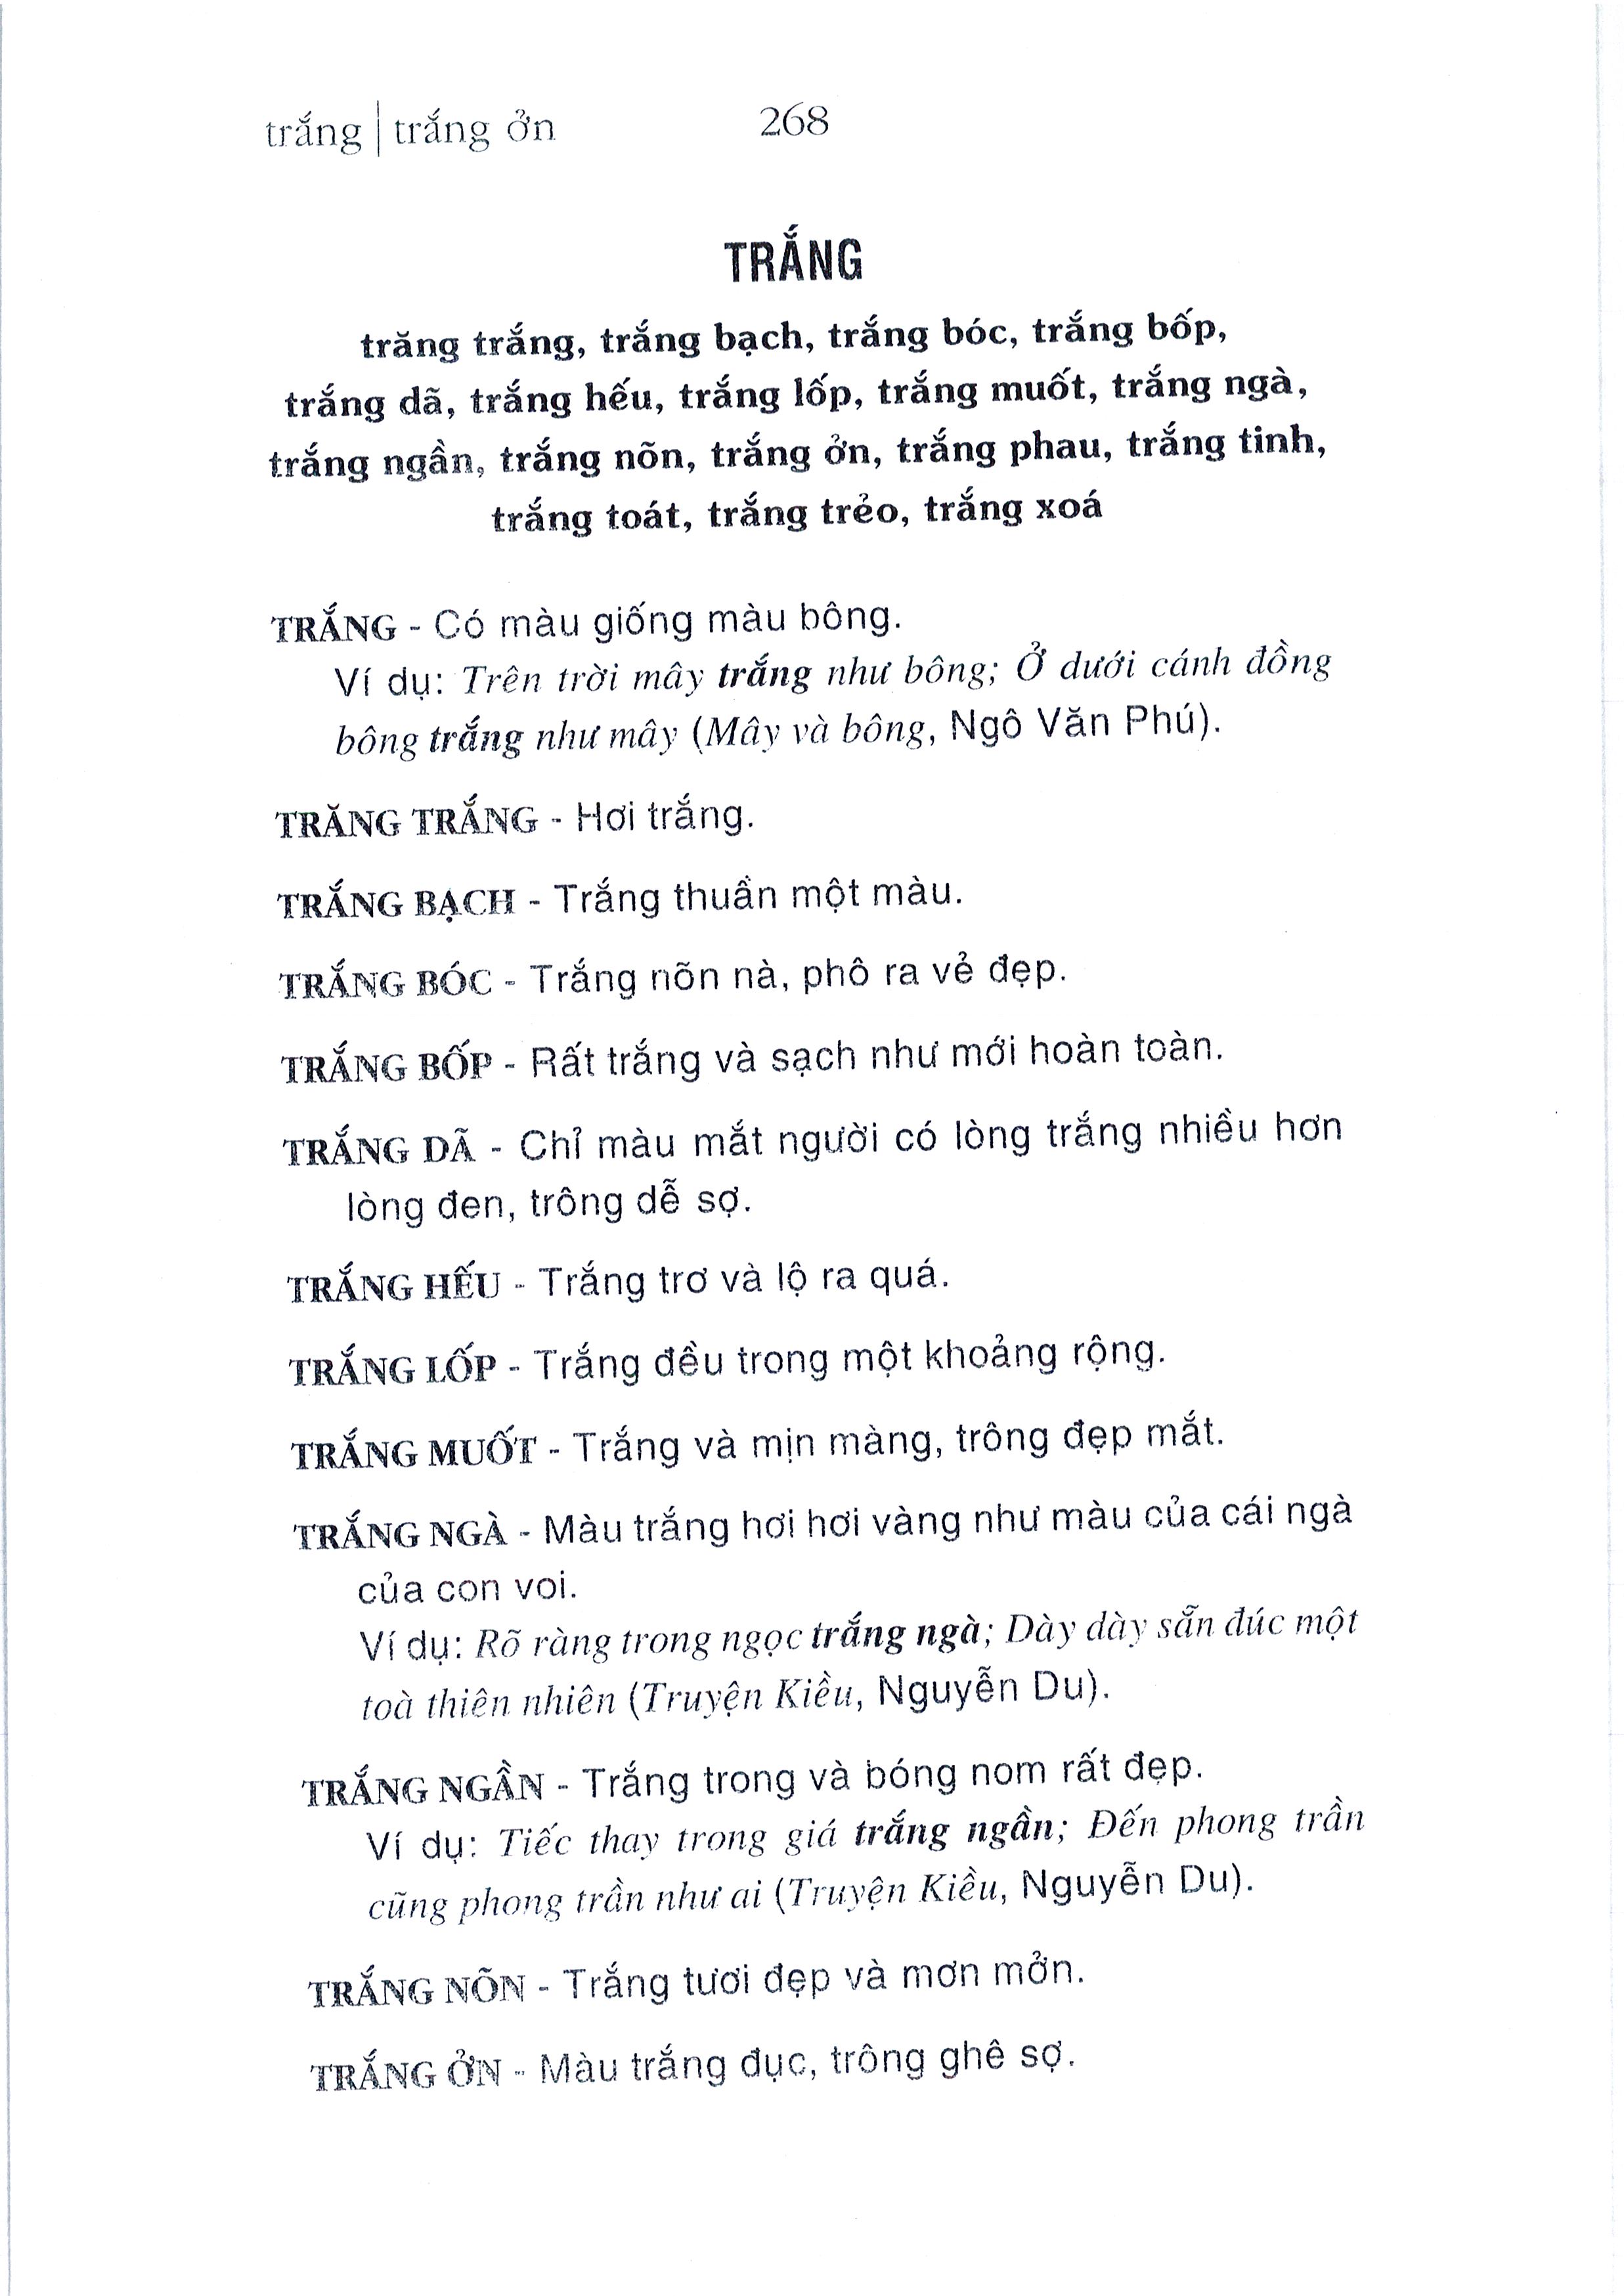 trắng | trắng ởn 268
TRẮNG
trăng trắng, trắng bạch, trắng bóc, trắng bốp,
trắng dã, trắng hếu, trắng lốp, trắng muốt, trắng ngà,
trắng ngần, trắng nõn, trắng ởn, trắng phau, trắng tinh,
trắng toát, trắng trẻo, trắng xoá
TRẮNG - Có màu giống màu bông.
Ví dụ: Trên trời mây trắng như bông; Ở dưới cánh đồng
bông trắng như mây (Mây và bông, Ngô Văn Phú).
TRĂNG TRẮNG - Hơi trắng.
TRẮNG BẠCH - Trắng thuần một màu.
TRẮNG BÓC - Trắng nõn nà, phô ra vẻ đẹp.
TRẮNG BỐP - Rất trắng và sạch như mới hoàn toàn.
TRẮNG DÃ - Chỉ màu mắt người có lòng trắng nhiều hơn
lòng đen, trông dễ sợ.
TRẮNG HẾU - Trắng trơ và lộ ra quá.
TRẮNG LỐP - Trắng đều trong một khoảng rộng.
TRẮNG MUỐT - Trắng và mịn màng, trông đẹp mắt.
TRẮNG NGÀ - Màu trắng hơi hơi vàng như màu của cái ngà
của con voi.
Ví dụ: Rõ ràng trong ngọc trắng ngà; Dày dày sẵn đúc một
toà thiên nhiên (Truyện Kiều, Nguyễn Du).
TRẮNG NGẦN - Trắng trong và bóng nom rất đẹp.
Ví dụ: Tiếc thay trong giá trắng ngần; Đến phong trần
cũng phong trần như ai (Truyện Kiều, Nguyễn Du).
TRẮNG NÕN - Trắng tươi đẹp và mơn mởn.
TRẮNG ỞN - Màu trắng đục, trông ghê sợ.